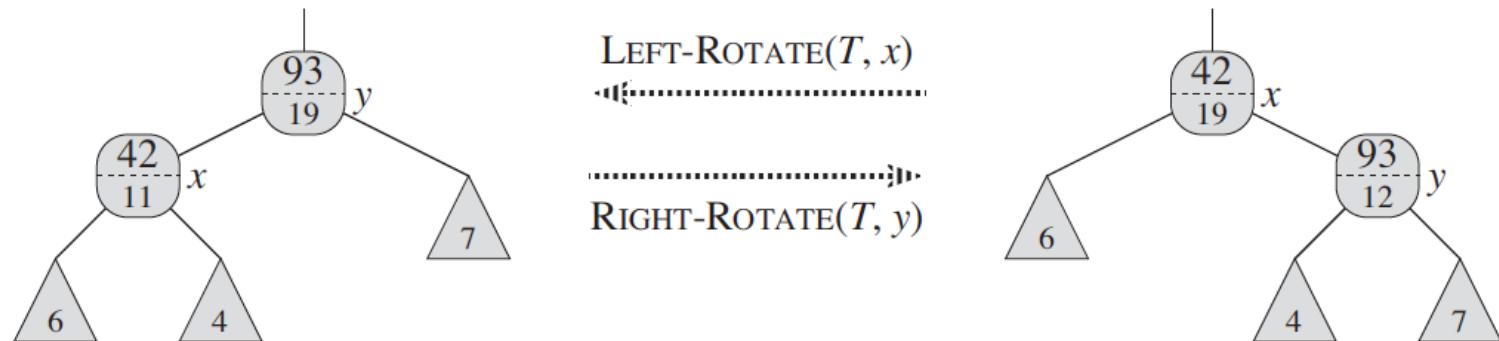 93
19
y
42
11
x
6
4
7
LEFT-ROTATE(T, x)
RIGHT-ROTATE(T, y)
42
19
x
93
12
y
6
4
7